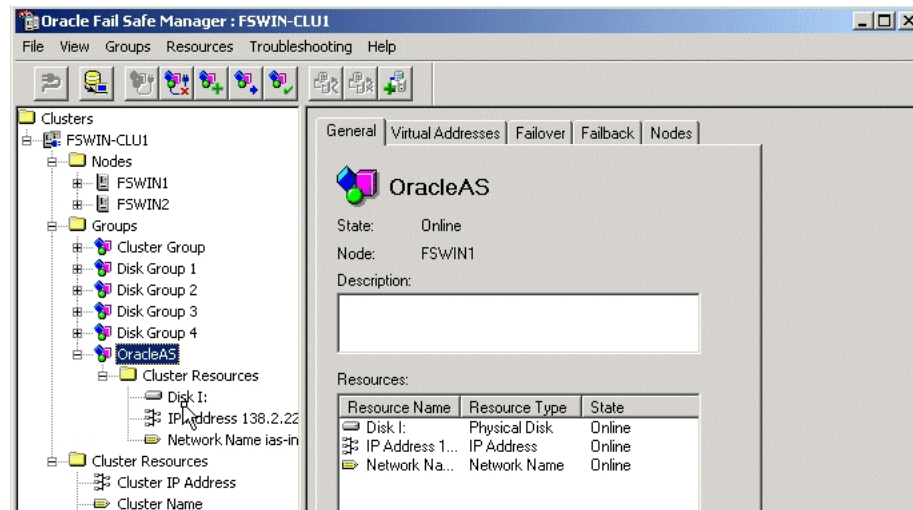 Oracle Fail Safe Manager : FSWIN-CLU1
File View Groups Resources Troubleshooting Help
Clusters
FSWIN-CLU1
Nodes
FSWIN1
FSWIN2
Groups
Cluster Group
Disk Group 1
Disk Group 2
Disk Group 3
Disk Group 4
OracleAS
Cluster Resources
Disk I:
IP Address 138.2.22
Network Name ias-in
Cluster Resources
Cluster IP Address
Cluster Name
General Virtual Addresses Failover Failback Nodes
OracleAS
State: Online
Node: FSWIN1
Description:
Resources:
Resource Name Resource Type State
Disk I: Physical Disk Online
IP Address 1... IP Address Online
Network Na... Network Name Online